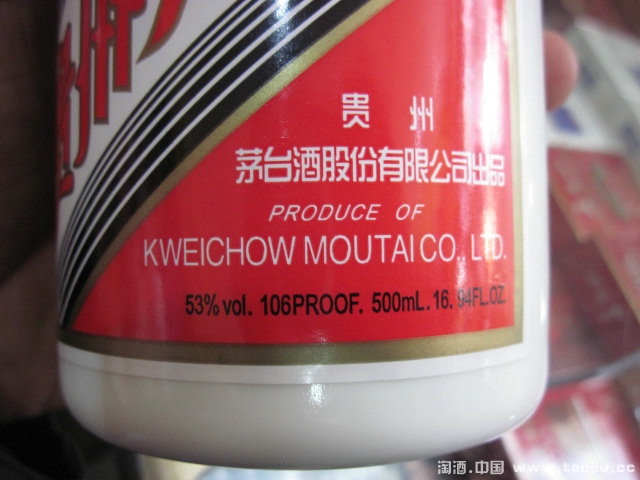 贵州
茅台酒股份有限公司出品
PRODUCE OF
KWEICHOW MOUTAI CO. LTD.
53% vol. 106PROOF. 500mL. 16. 94FL.OZ.
淘酒.中国 www.taojiu.cc